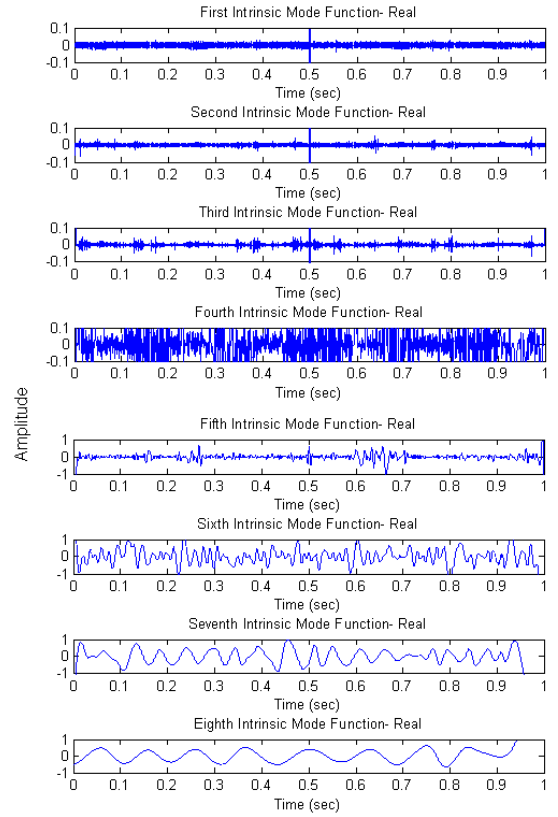 First Intrinsic Mode Function- Real
0.1
0
-0.1
0 0.1 0.2 0.3 0.4 0.5 0.6 0.7 0.8 0.9 1
Time (sec)
Second Intrinsic Mode Function- Real
0.1
0
-0.1
0 0.1 0.2 0.3 0.4 0.5 0.6 0.7 0.8 0.9 1
Time (sec)
Third Intrinsic Mode Function- Real
0.1
0
-0.1
0 0.1 0.2 0.3 0.4 0.5 0.6 0.7 0.8 0.9 1
Time (sec)
Fourth Intrinsic Mode Function- Real
0.1
0
-0.1
0 0.1 0.2 0.3 0.4 0.5 0.6 0.7 0.8 0.9 1
Time (sec)
Amplitude
Fifth Intrinsic Mode Function- Real
1
0
-1
0 0.1 0.2 0.3 0.4 0.5 0.6 0.7 0.8 0.9 1
Time (sec)
Sixth Intrinsic Mode Function- Real
1
0
-1
0 0.1 0.2 0.3 0.4 0.5 0.6 0.7 0.8 0.9 1
Time (sec)
Seventh Intrinsic Mode Function- Real
1
0
-1
0 0.1 0.2 0.3 0.4 0.5 0.6 0.7 0.8 0.9 1
Time (sec)
Eighth Intrinsic Mode Function- Real
1
0
-1
0 0.1 0.2 0.3 0.4 0.5 0.6 0.7 0.8 0.9 1
Time (sec)